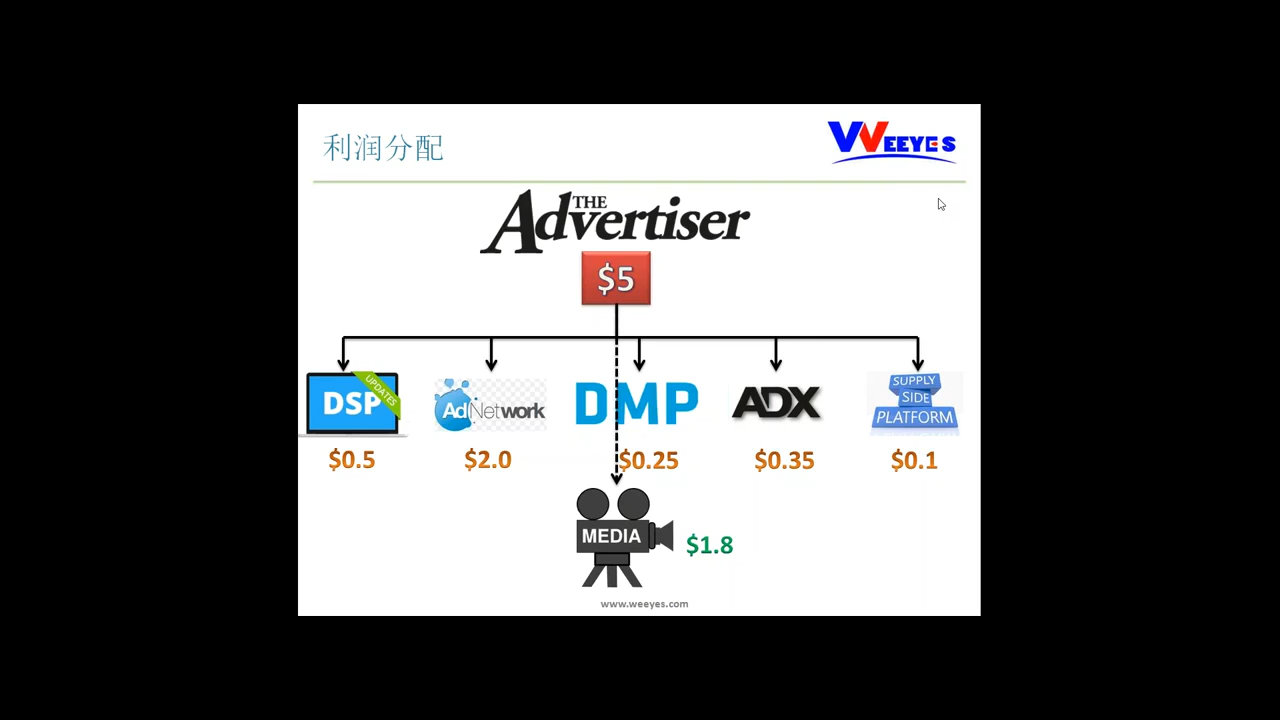 利润分配
WEEYES
THE
Advertiser
$5
DSP
UPDATES
AdNetwork
DMP
ADX
SUPPLY
SIDE
PLATFORM
$0.5
$2.0
$0.25
$0.35
$0.1
MEDIA
$1.8
www.weeyes.com